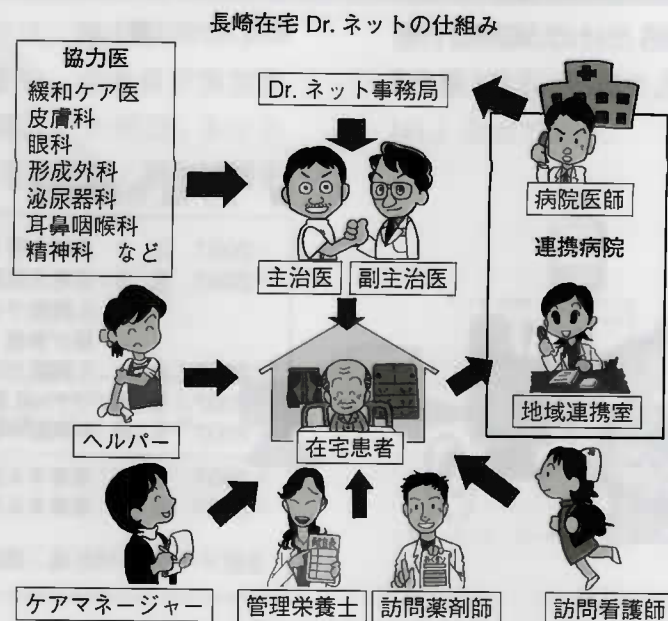 長崎在宅 Dr. ネットの仕組み
協力医
緩和ケア医
皮膚科
眼科
形成外科
泌尿器科
耳鼻咽喉科
精神科 など
Dr. ネット事務局
主治医
副主治医
病院医師
連携病院
地域連携室
ヘルパー
在宅患者
ケアマネージャー
管理栄養士
訪問薬剤師
訪問看護師